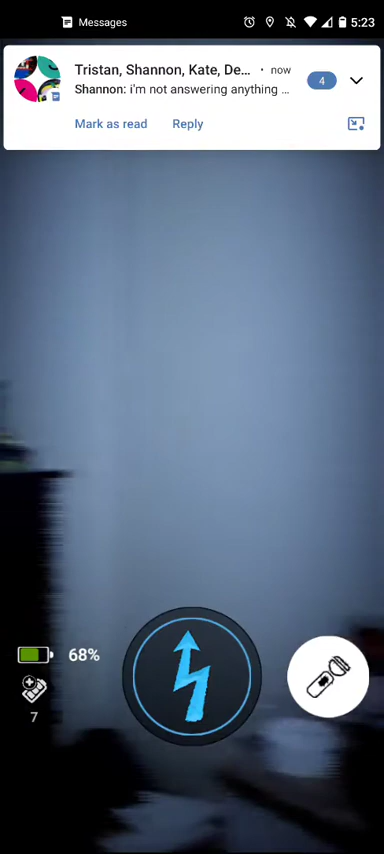 Messages 5:23
Tristan, Shannon, Kate, De... • now
Shannon: i'm not answering anything ...
4
Mark as read Reply
68%
7